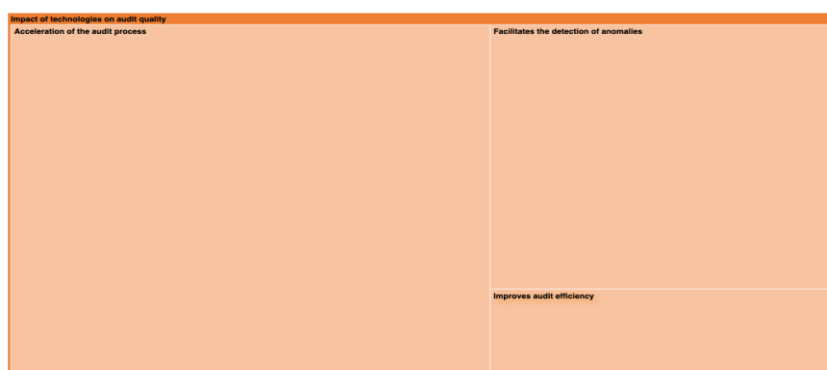 Impact of technologies on audit quality
Acceleration of the audit process
Facilitates the detection of anomalies
Improves audit efficiency